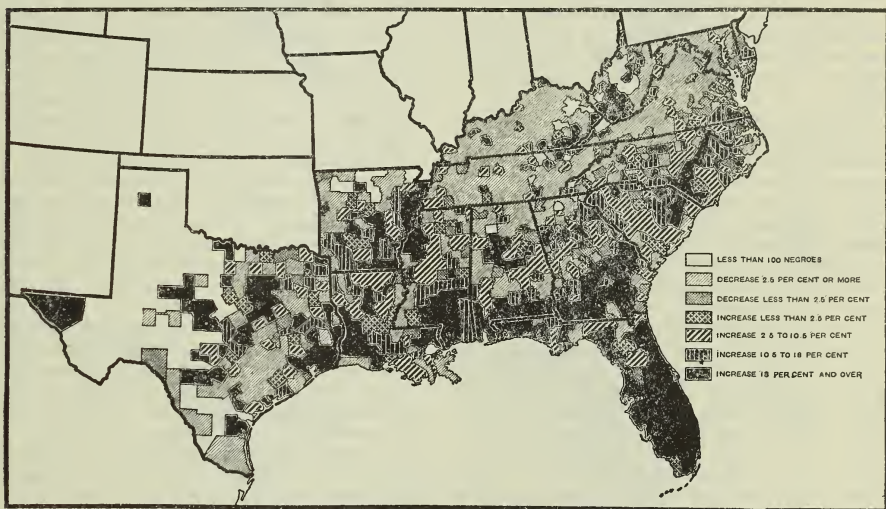 LESS THAN 100 NEGROES
DECREASE 2.5 PER CENT OR MORE
DECREASE LESS THAN 2.5 PER CENT
INCREASE LESS THAN 2.5 PER CENT
INCREASE 2.5 TO 10.5 PER CENT
INCREASE 10.5 TO 18 PER CENT
INCREASE 18 PER CENT AND OVER